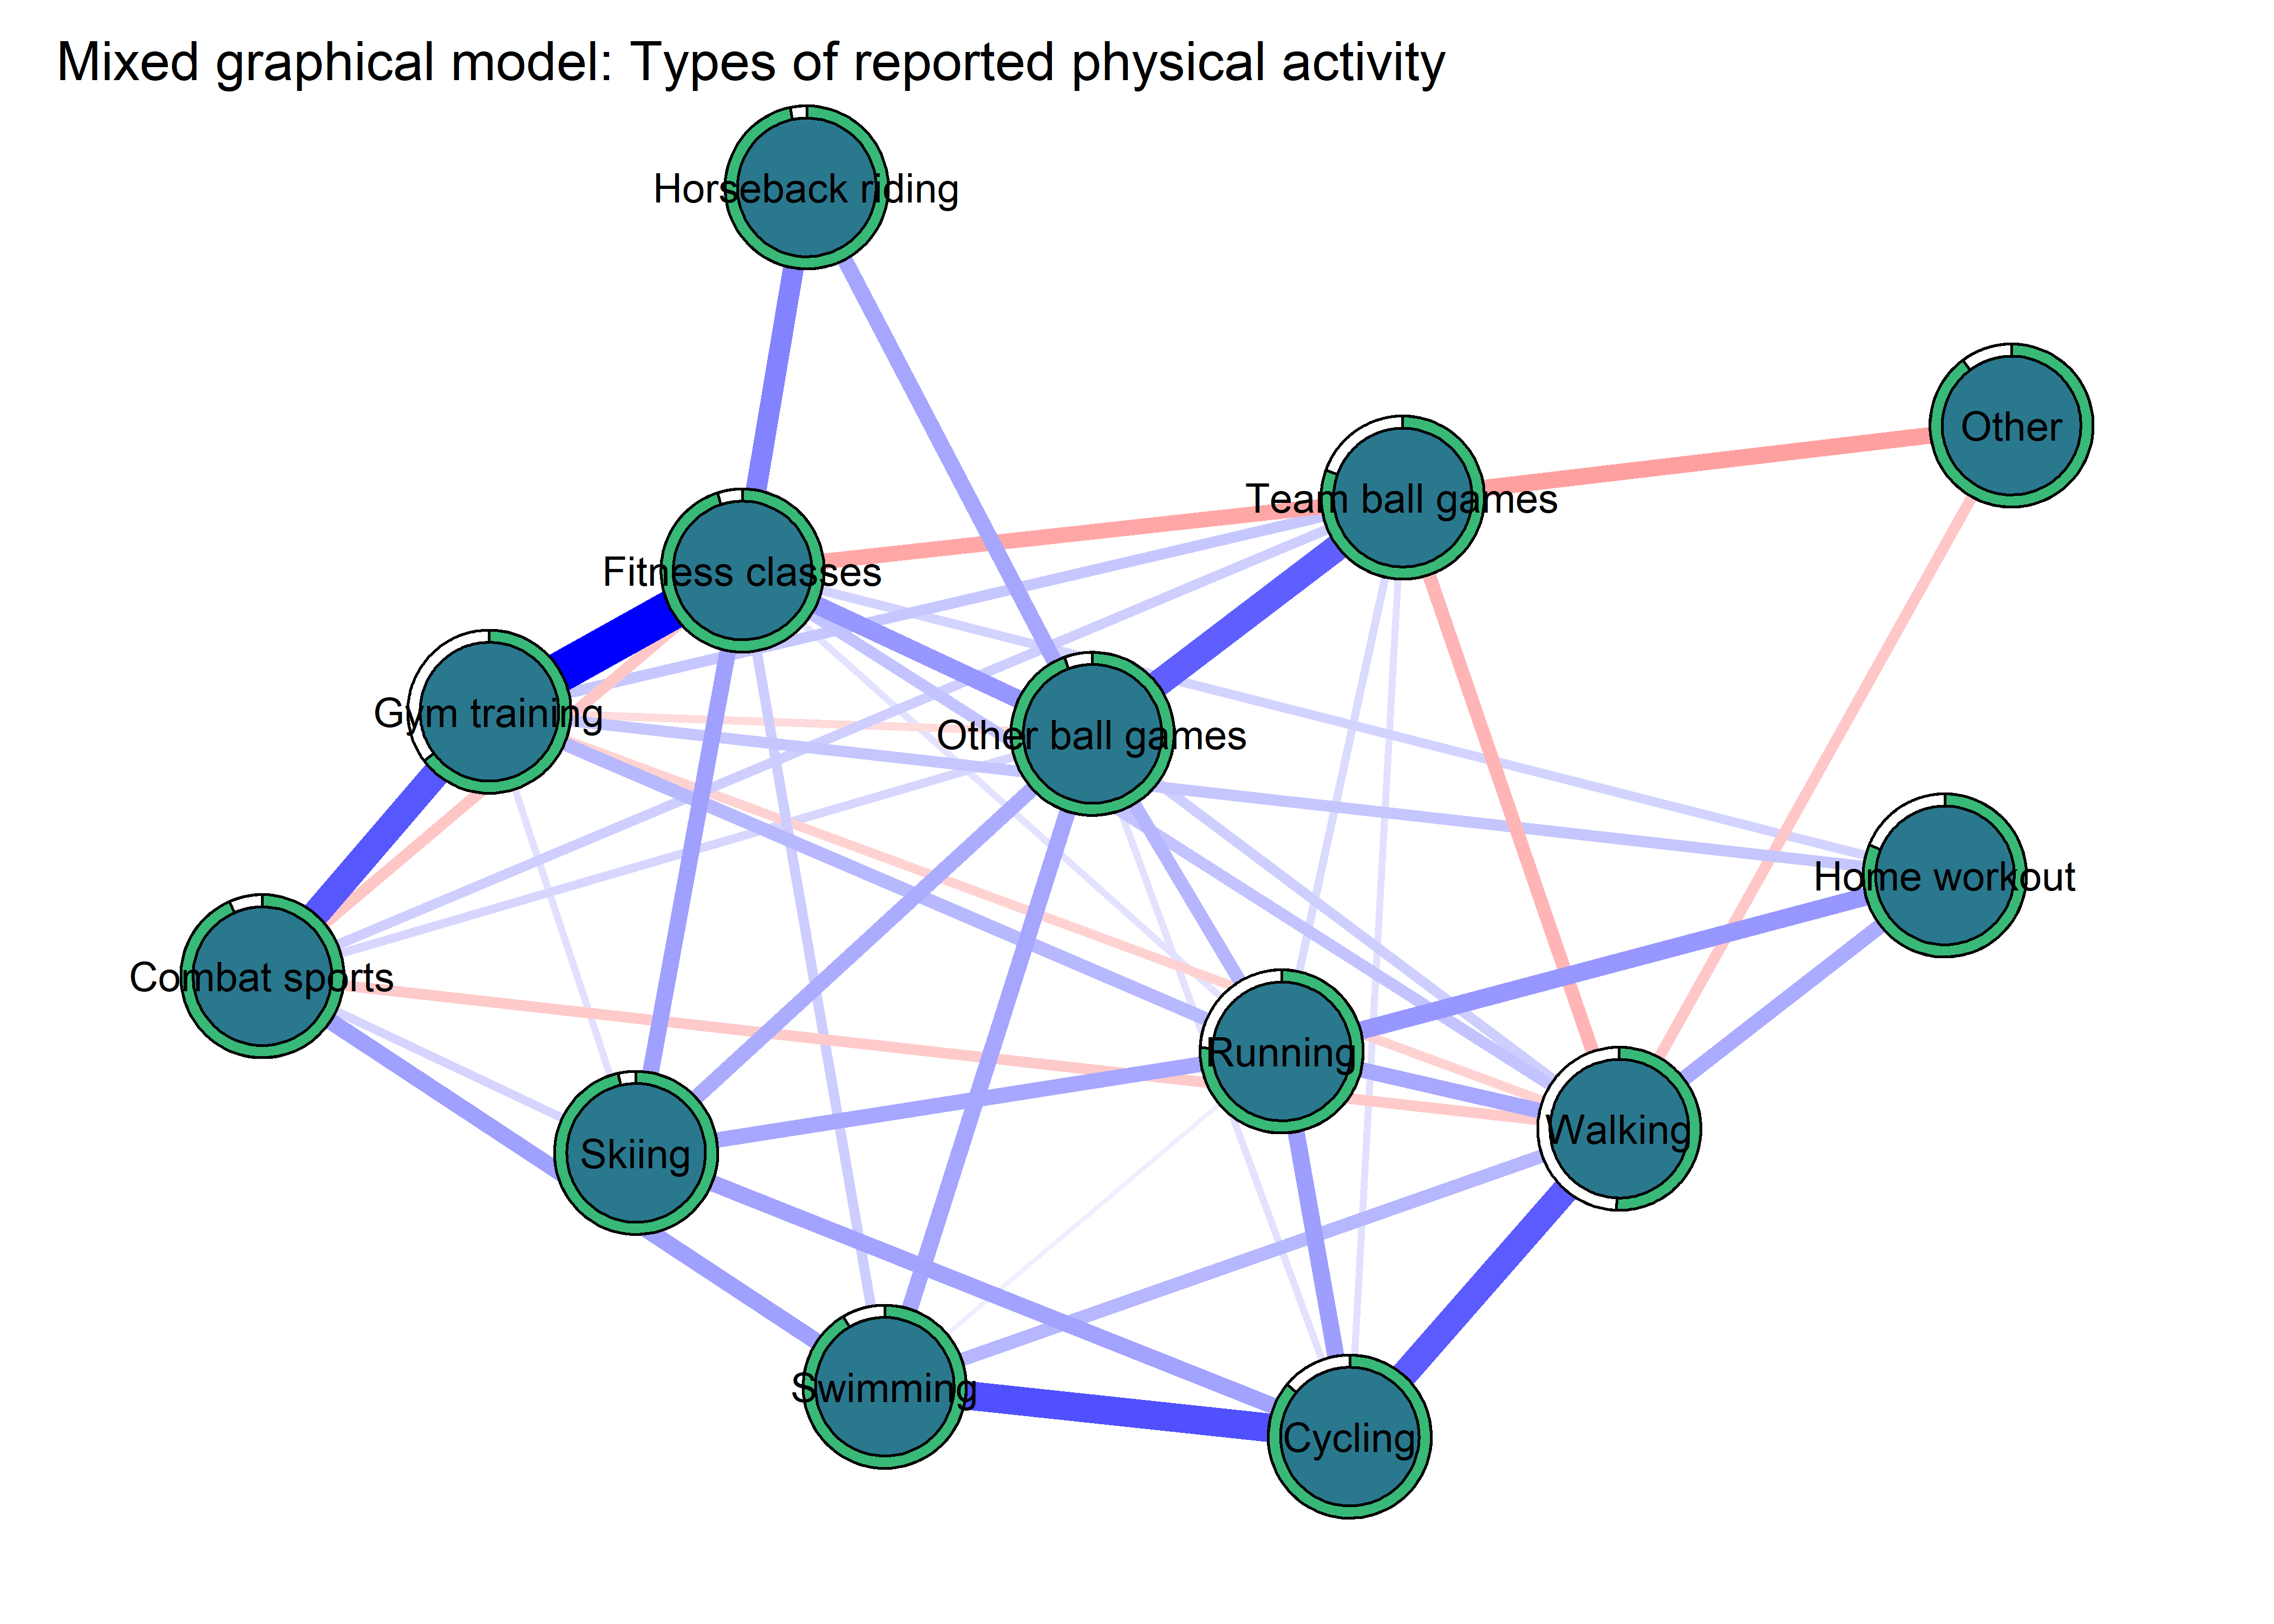 Mixed graphical model: Types of reported physical activity
Horseback riding
Other
Team ball games
Fitness classes
Gym training
Other ball games
Home workout
Combat sports
Running
Walking
Skiing
Swimming
Cycling